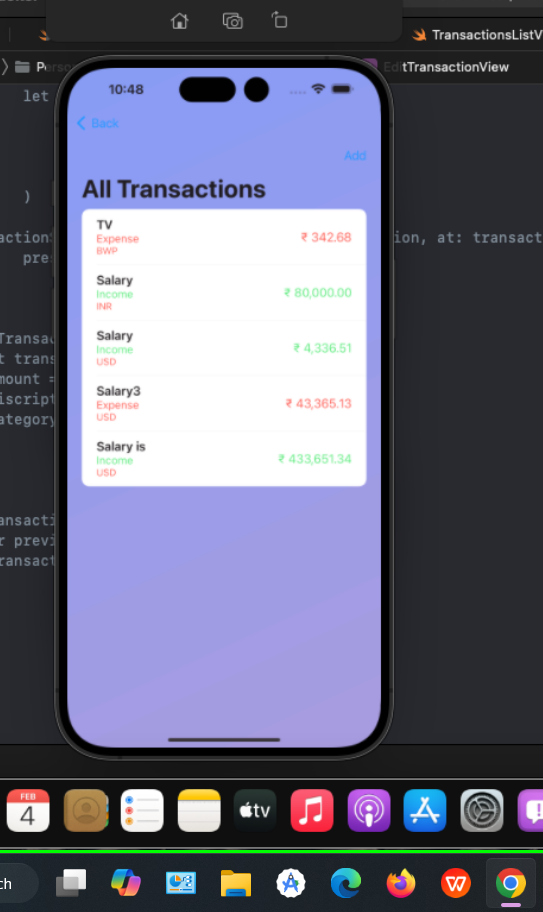 TransactionsListV
Perso
EditTransactionView
let
)
action
ion, at: transact
pre
Transac
t trans
mount =
iscript
ategory
ansacti
r previ
ransact
10:48
Back
Add
All Transactions
TV
Expense
BWP
₹ 342.68
Salary
Income
INR
₹ 80,000.00
Salary
Income
USD
₹ 4,336.51
Salary3
Expense
USD
₹ 43,365.13
Salary is
Income
USD
₹ 433,651.34
FEB
4
tv
ch